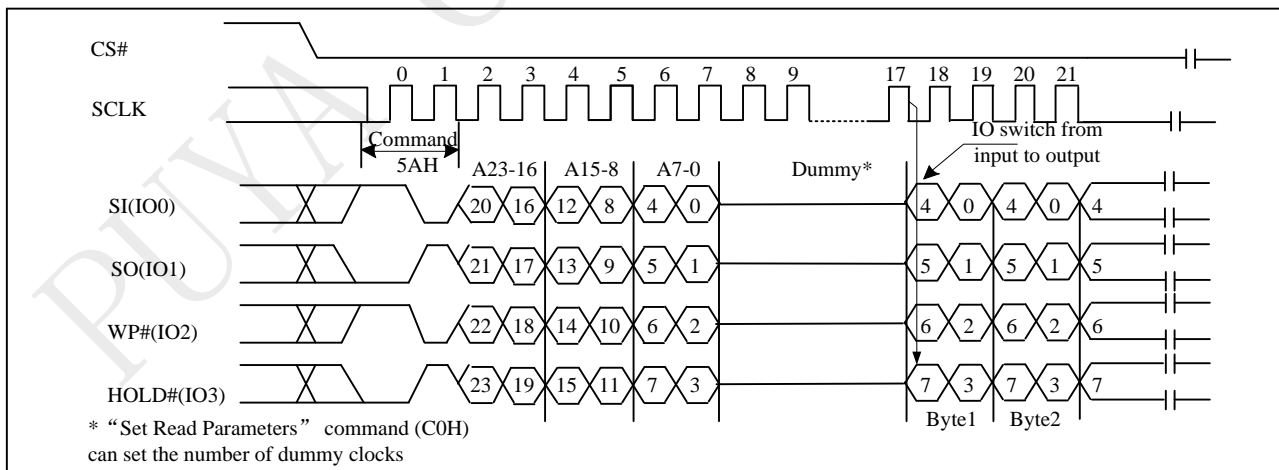 CS#
0 1 2 3 4 5 6 7 8 9 17 18 19 20 21
SCLK
Command
5AH
IO switch from
input to output
A23-16 A15-8 A7-0 Dummy*
SI(IO0) 20 16 12 8 4 0 4 0 4 0 4
SO(IO1) 21 17 13 9 5 1 5 1 5 1 5
WP#(IO2) 22 18 14 10 6 2 6 2 6 2 6
HOLD#(IO3) 23 19 15 11 7 3 7 3 7 3 7
Byte1 Byte2
* “Set Read Parameters” command (C0H)
can set the number of dummy clocks
PUYA